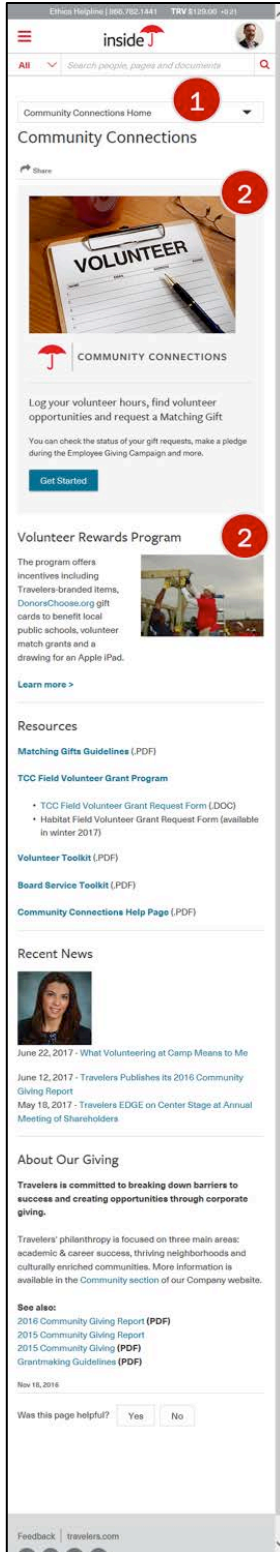 Ethics Helpline | 866.782.1441 TRV $129.00 +0.21
inside
All Search people, pages and documents
1
Community Connections Home
Community Connections
Share
2
VOLUNTEER
NAME EMAIL
COMMUNITY CONNECTIONS
Log your volunteer hours, find volunteer
opportunities and request a Matching Gift
You can check the status of your gift requests, make a pledge
during the Employee Giving Campaign and more.
Get Started
Volunteer Rewards Program
2
The program offers
incentives including
Travelers-branded items,
DonorsChoose.org gift
cards to benefit local
public schools, volunteer
match grants and a
drawing for an Apple iPad.
Learn more >
Resources
Matching Gifts Guidelines (.PDF)
TCC Field Volunteer Grant Program
• TCC Field Volunteer Grant Request Form (.DOC)
• Habitat Field Volunteer Grant Request Form (available
in winter 2017)
Volunteer Toolkit (.PDF)
Board Service Toolkit (.PDF)
Community Connections Help Page (.PDF)
Recent News
June 22, 2017 - What Volunteering at Camp Means to Me
June 12, 2017 - Travelers Publishes its 2016 Community
Giving Report
May 18, 2017 - Travelers EDGE on Center Stage at Annual
Meeting of Shareholders
About Our Giving
Travelers is committed to breaking down barriers to
success and creating opportunities through corporate
giving.
Travelers' philanthropy is focused on three main areas:
academic & career success, thriving neighborhoods and
culturally enriched communities. More information is
available in the Community section of our Company website.
See also:
2016 Community Giving Report (PDF)
2015 Community Giving Report
2015 Community Giving (PDF)
Grantmaking Guidelines (PDF)
Nov 18, 2016
Was this page helpful? Yes No
Feedback | travelers.com